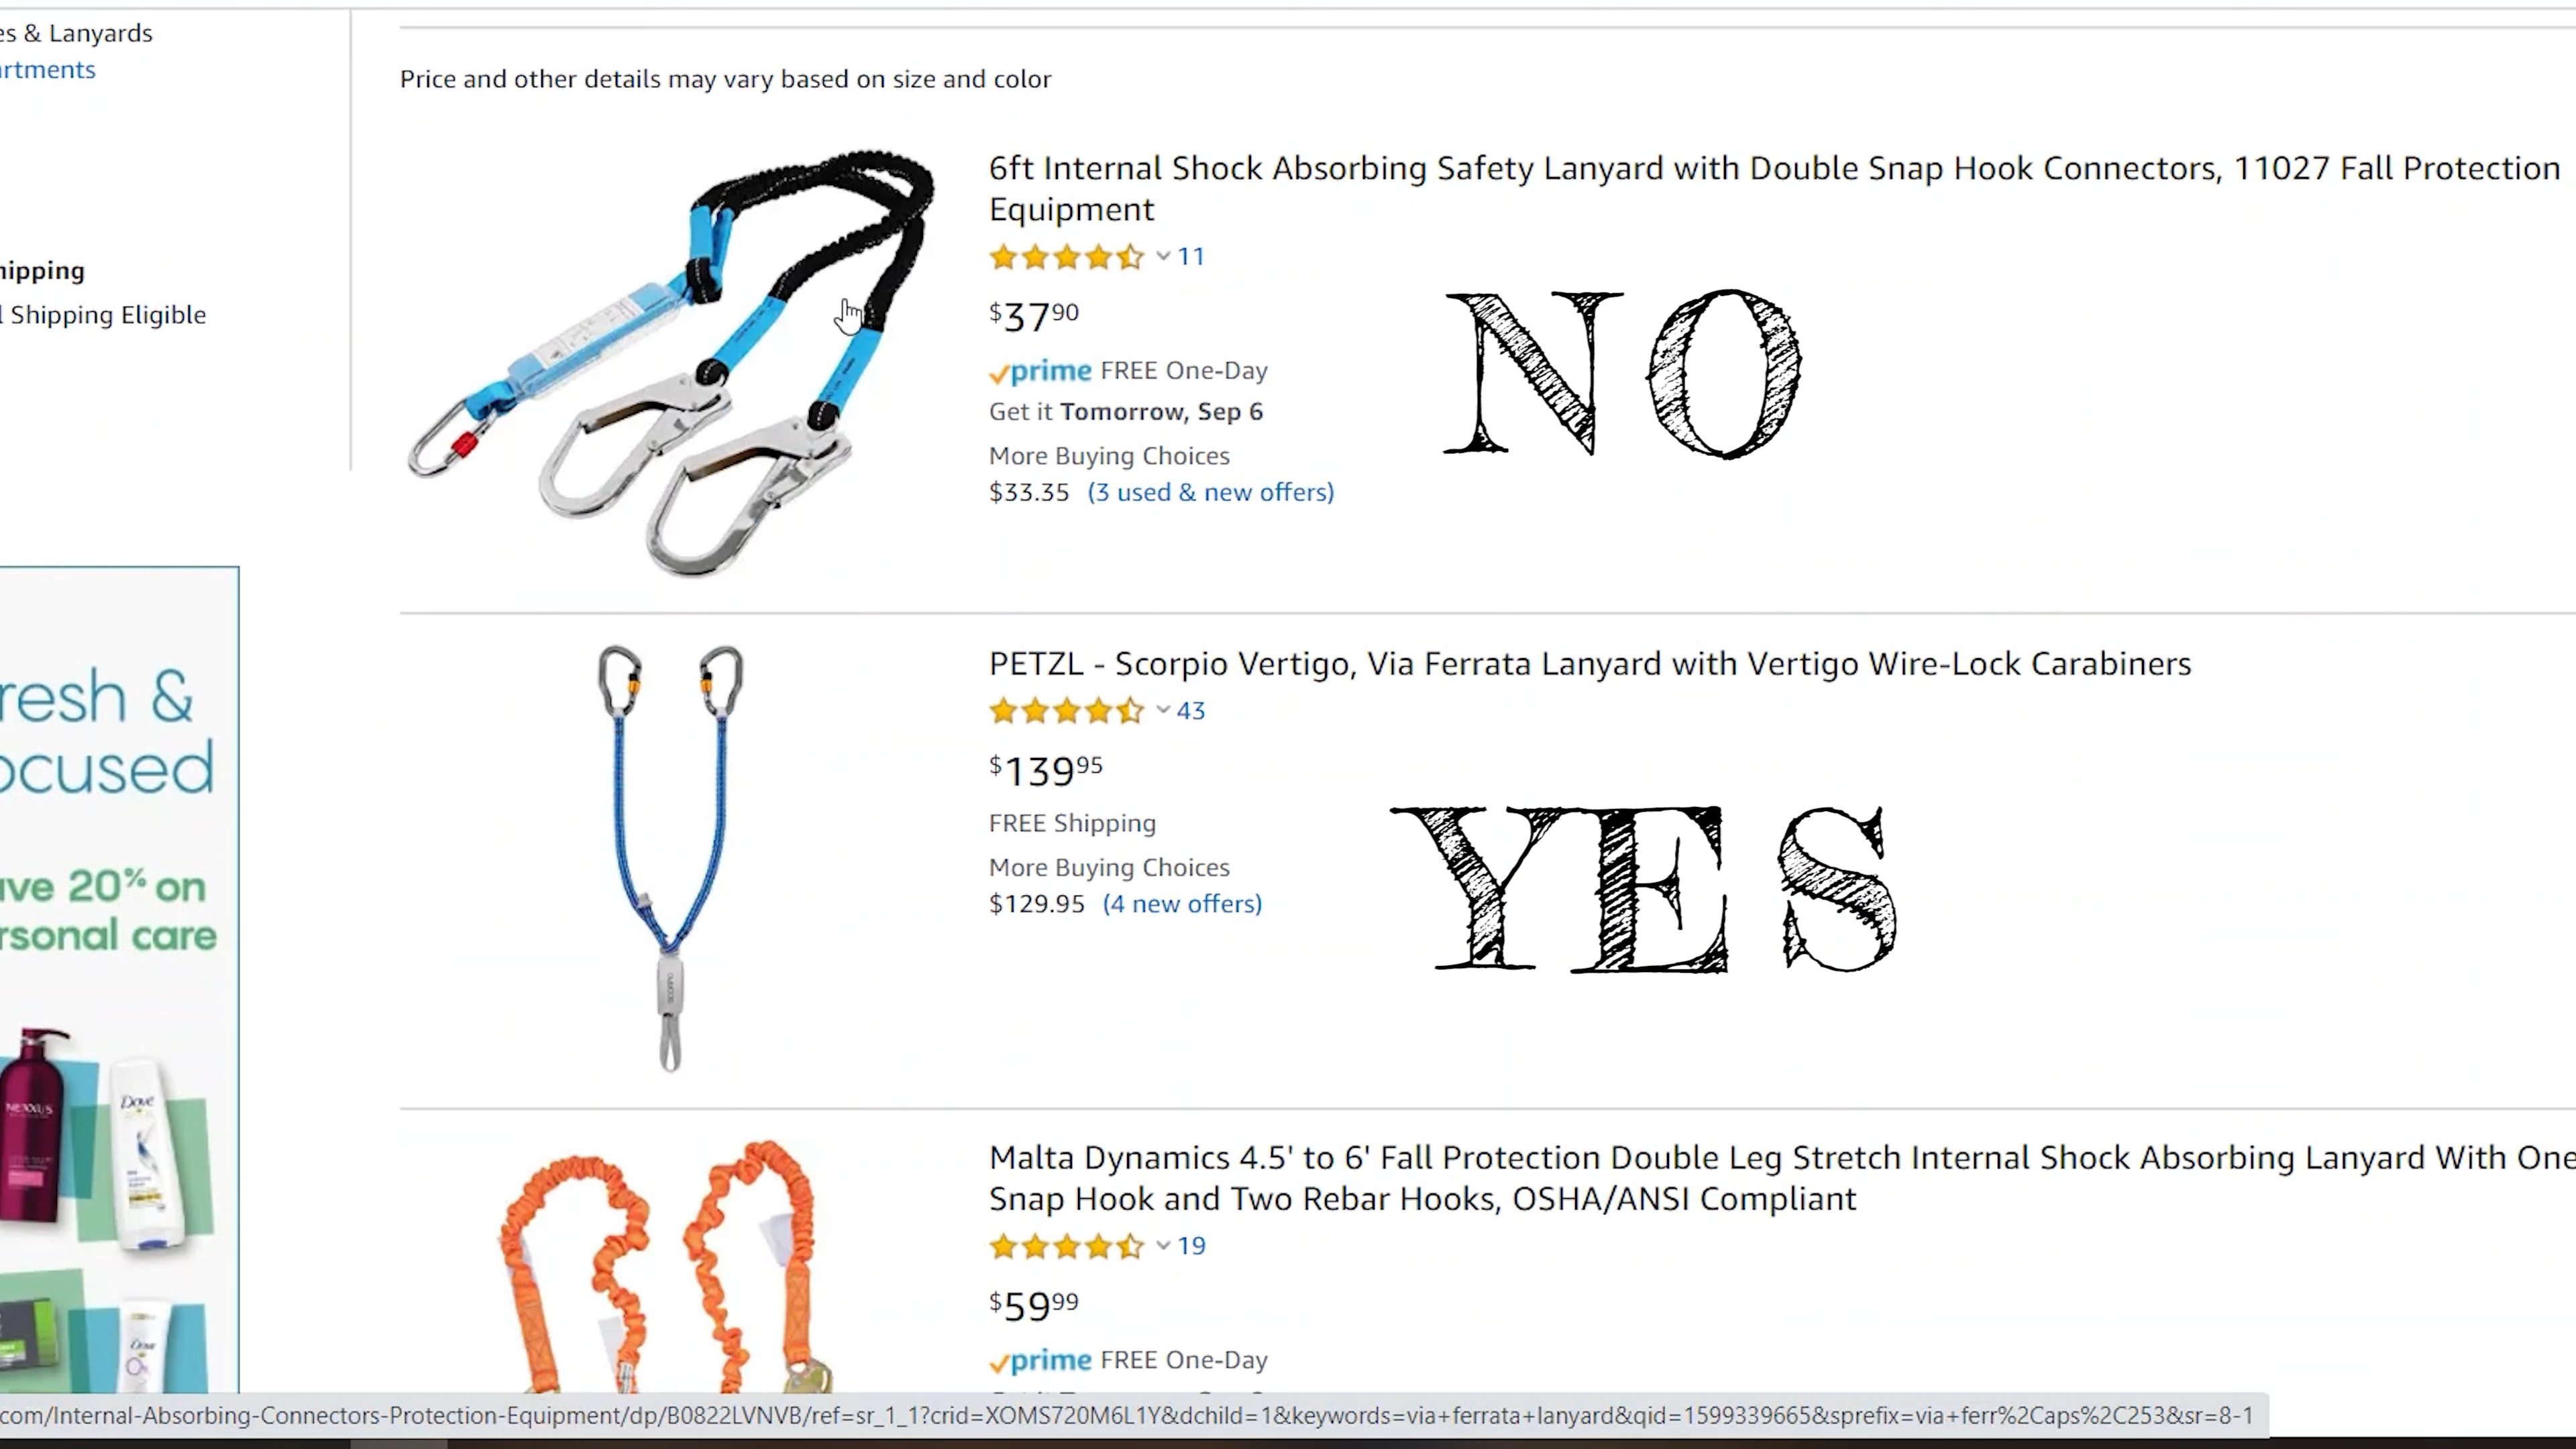 es & Lanyards
rtments
hipping
l Shipping Eligible
resh &
ocused
ve 20% on
rsonal care
NEXXUS
Dove
Dove
Price and other details may vary based on size and color
6ft Internal Shock Absorbing Safety Lanyard with Double Snap Hook Connectors, 11027 Fall Protection
Equipment
11
$37.90
prime FREE One-Day
Get it Tomorrow, Sep 6
More Buying Choices
$33.35 (3 used & new offers)
NO
PETZL - Scorpio Vertigo, Via Ferrata Lanyard with Vertigo Wire-Lock Carabiners
43
$139.95
FREE Shipping
More Buying Choices
$129.95 (4 new offers)
YES
SCORPIO
Malta Dynamics 4.5' to 6' Fall Protection Double Leg Stretch Internal Shock Absorbing Lanyard With One
Snap Hook and Two Rebar Hooks, OSHA/ANSI Compliant
19
$59.99
prime FREE One-Day
com/Internal-Absorbing-Connectors-Protection-Equipment/dp/B0822LVNVB/ref=sr_1_1?crid=XOMS720M6L1Y&dchild=1&keywords=via+ferrata+lanyard&qid=1599339665&sprefix=via+ferr%2Caps%2C253&sr=8-1